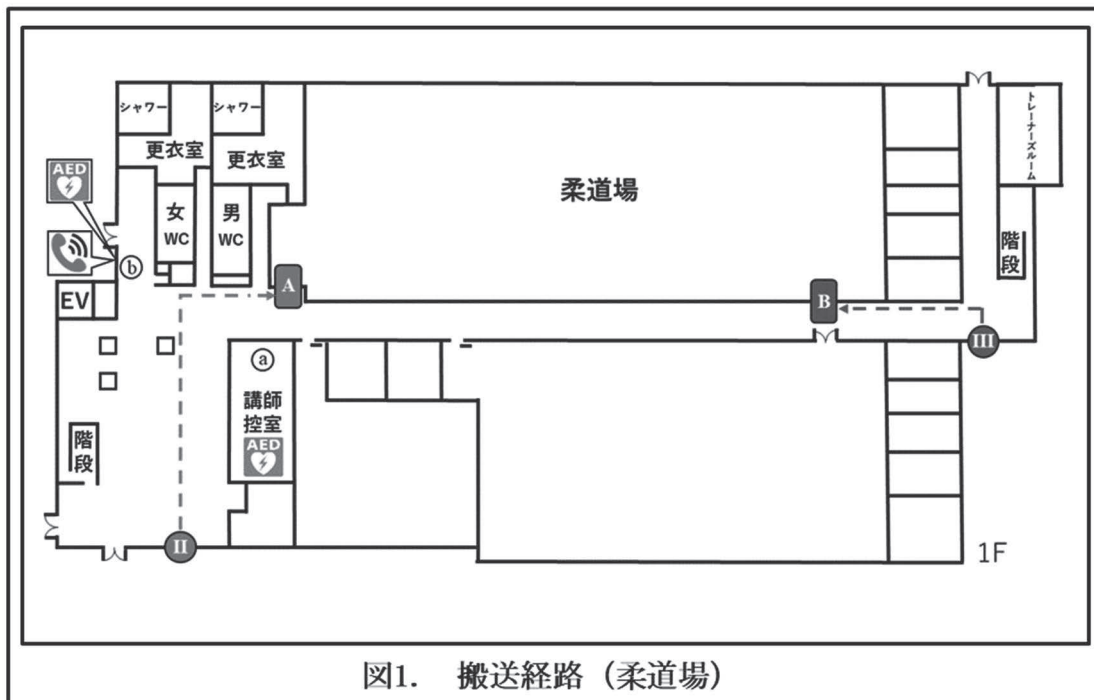 シャワー
シャワー
更衣室
更衣室
トレーナーズルーム
AED
女
WC
男
WC
柔道場
階段
ⓑ
EV
A
B
III
ⓐ
講師
控室
AED
階段
II
1F
図1. 搬送経路（柔道場）